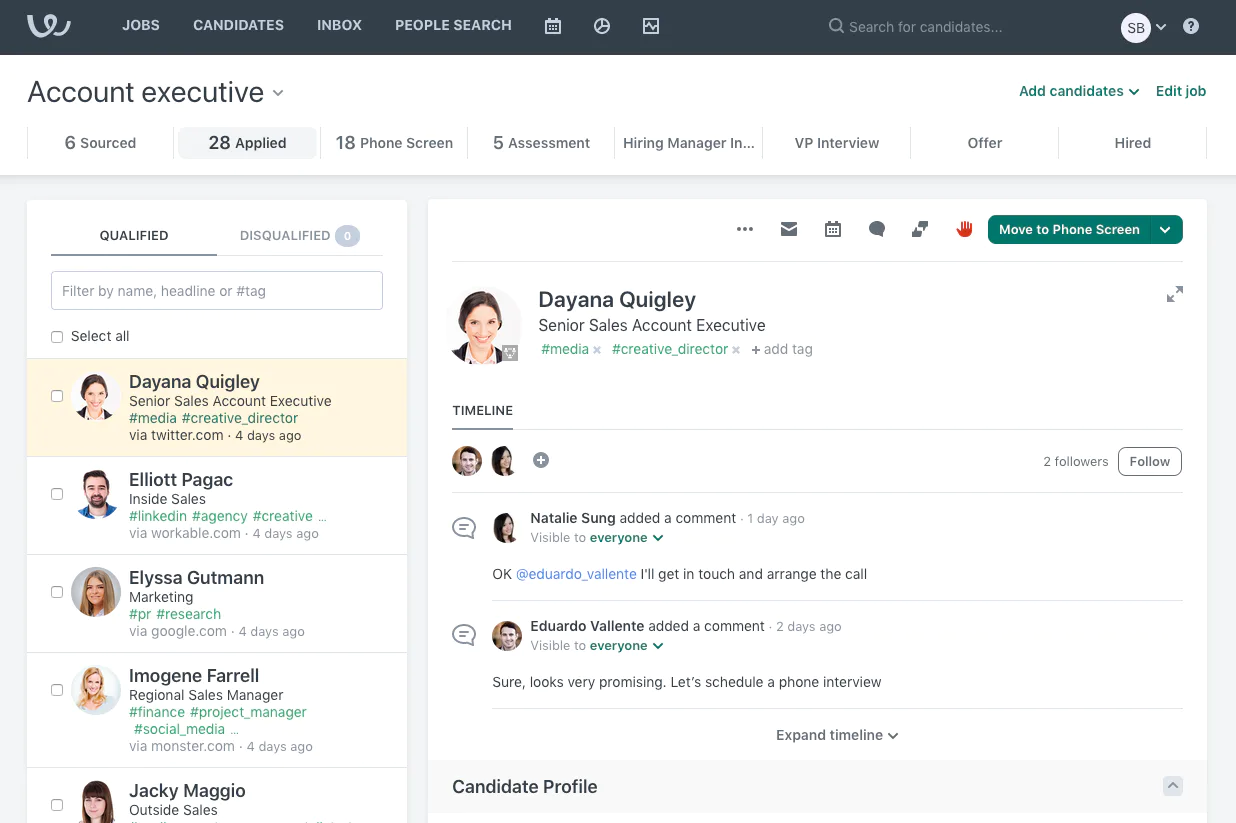 JOBS CANDIDATES INBOX PEOPLE SEARCH Search for candidates... SB ?
Account executive
Add candidates Edit job
6 Sourced 28 Applied 18 Phone Screen 5 Assessment Hiring Manager In... VP Interview Offer Hired
QUALIFIED DISQUALIFIED 0
Filter by name, headline or #tag
Select all
Dayana Quigley
Senior Sales Account Executive
#media #creative_director
via twitter.com · 4 days ago
Elliott Pagac
Inside Sales
#linkedin #agency #creative ...
via workable.com · 4 days ago
Elyssa Gutmann
Marketing
#pr #research
via google.com · 4 days ago
Imogene Farrell
Regional Sales Manager
#finance #project_manager
#social_media ...
via monster.com · 4 days ago
Jacky Maggio
Outside Sales
Move to Phone Screen
Dayana Quigley
Senior Sales Account Executive
#media × #creative_director × + add tag
TIMELINE
2 followers Follow
Natalie Sung added a comment · 1 day ago
Visible to everyone
OK @eduardo_vallente I'll get in touch and arrange the call
Eduardo Vallente added a comment · 2 days ago
Visible to everyone
Sure, looks very promising. Let’s schedule a phone interview
Expand timeline
Candidate Profile